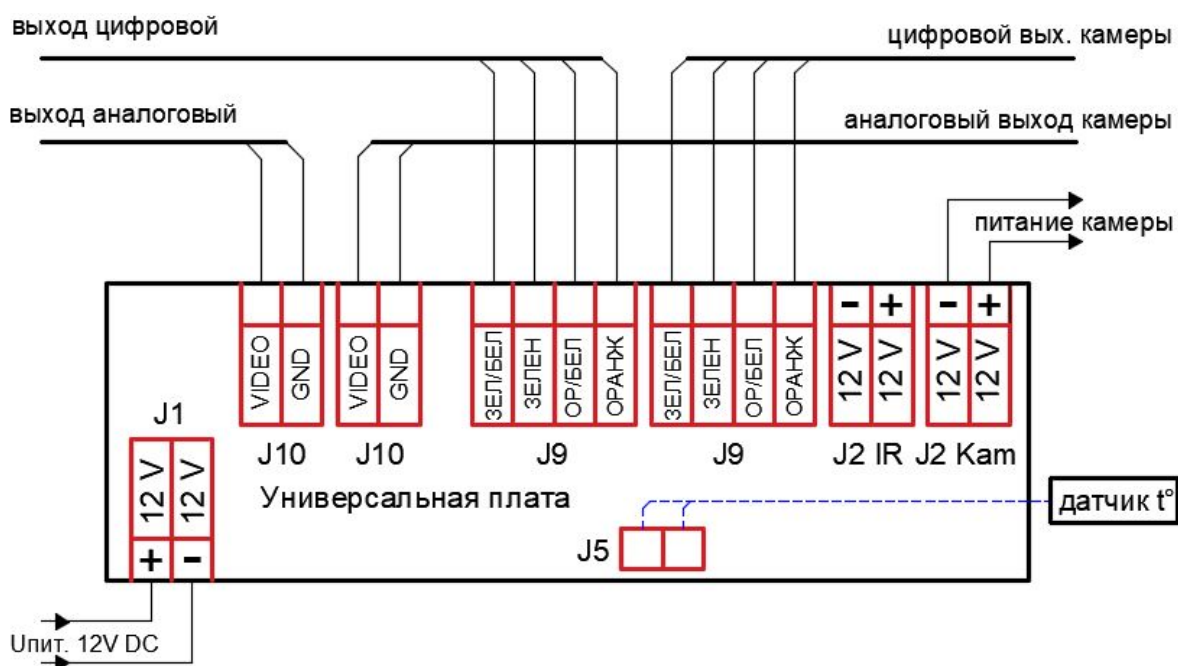 выход цифровой
цифровой вых. камеры
выход аналоговый
аналоговый выход камеры
питание камеры
- + - +
VIDEO GND VIDEO GND ЗЕЛ/БЕЛ ЗЕЛЕН ОР/БЕЛ ОРАНЖ ЗЕЛ/БЕЛ ЗЕЛЕН ОР/БЕЛ ОРАНЖ 12 V 12 V 12 V 12 V
J1
J10 J10 J9 J9 J2 IR J2 Kam
12 V 12 V
Универсальная плата
датчик t°
J5
+ -
Uпит. 12V DC